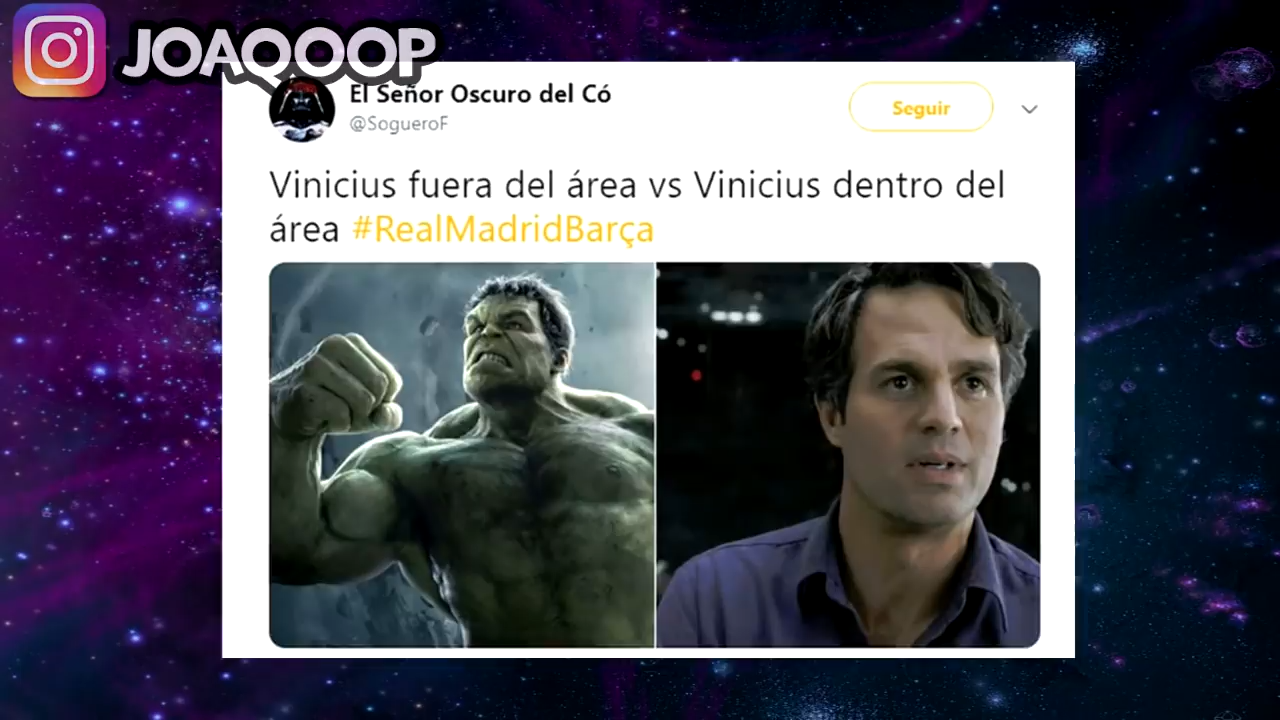 JOAQOOP
El Señor Oscuro del Có
@SogueroF
Seguir
Vinicius fuera del área vs Vinicius dentro del
área #RealMadridBarça